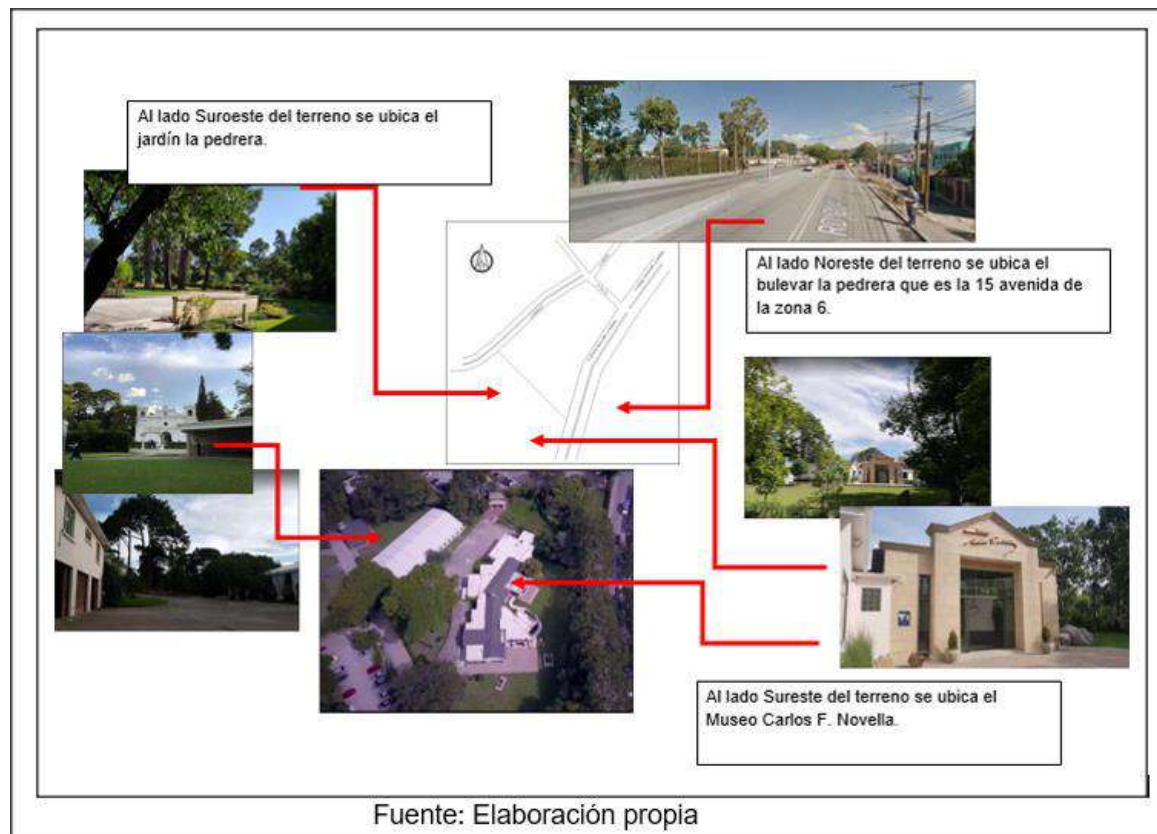 Al lado Suroeste del terreno se ubica el
jardín la pedrera.
Al lado Noreste del terreno se ubica el
bulevar la pedrera que es la 15 avenida de
la zona 6.
Al lado Sureste del terreno se ubica el
Museo Carlos F. Novella.
Fuente: Elaboración propia